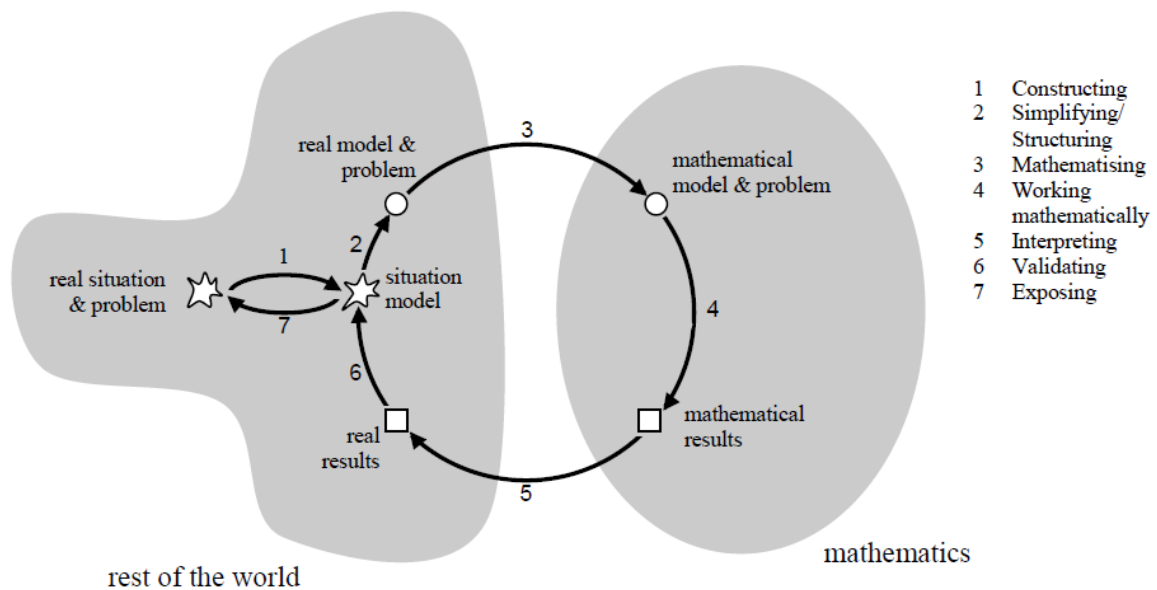 real model &
problem
3
mathematical
model & problem
2
1
real situation
& problem
situation
model
7
4
6
real
results
mathematical
results
5
rest of the world
mathematics
1 Constructing
2 Simplifying/
Structuring
3 Mathematising
4 Working
mathematically
5 Interpreting
6 Validating
7 Exposing